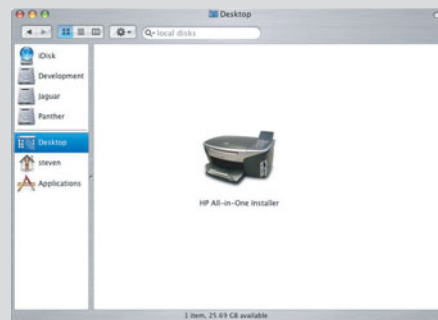 Desktop
local disks
iDisk
Development
Jaguar
Panther
Desktop
steven
Applications
HP All-in-One Installer
1 item, 25.69 GB available